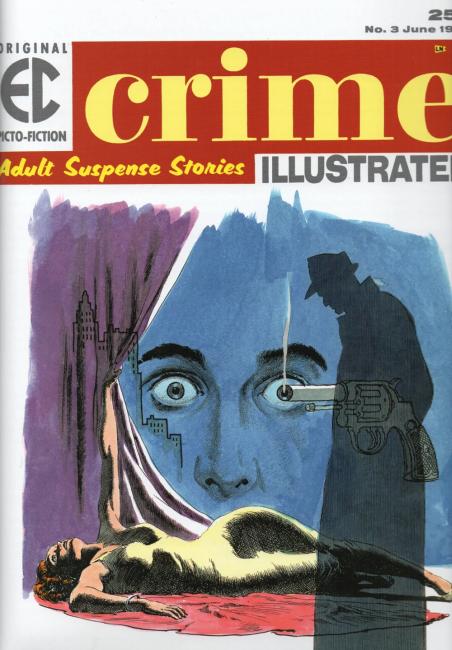 25
No. 3 June 19
ORIGINAL
EC
PICTO-FICTION
crime
Adult Suspense Stories
ILLUSTRATE